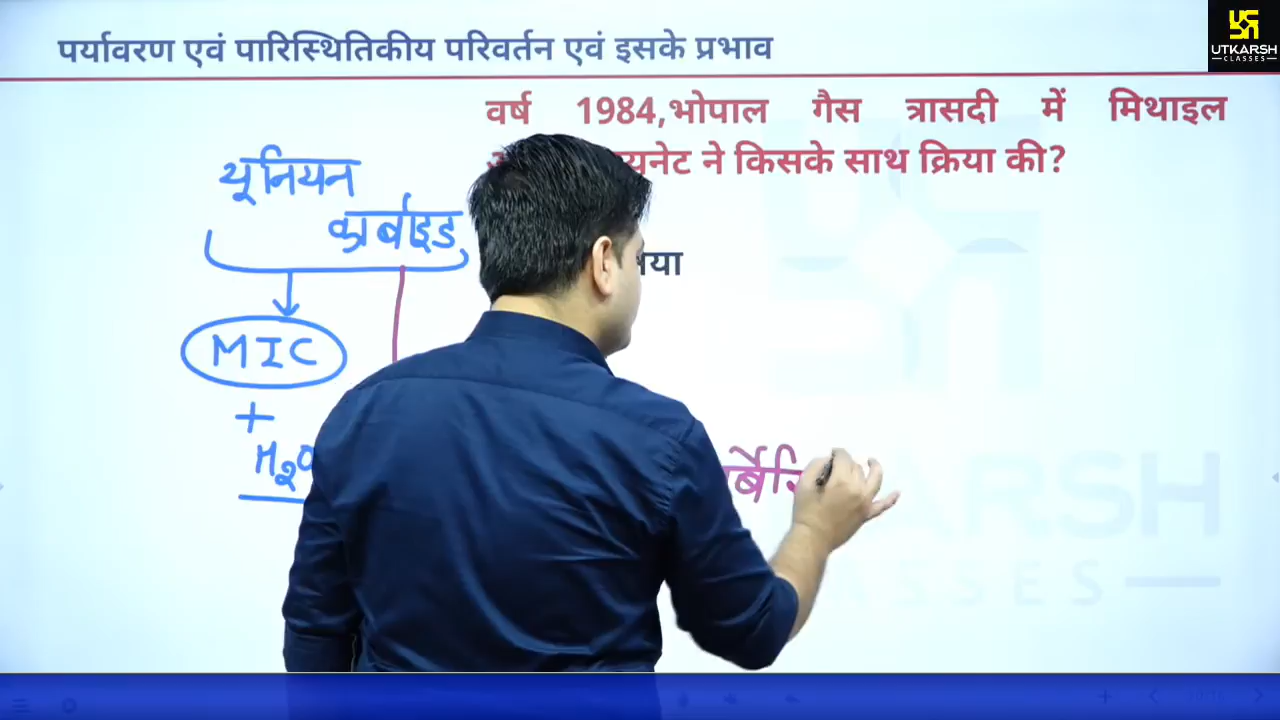 पर्यावरण एवं पारिस्थितिकीय परिवर्तन एवं इसके प्रभाव
UTKARSH
CLASSES
वर्ष 1984,भोपाल गैस त्रासदी में मिथाइल
ने किसके साथ क्रिया की?
यूनियन
कार्बाइड
MIC
+
H₂O